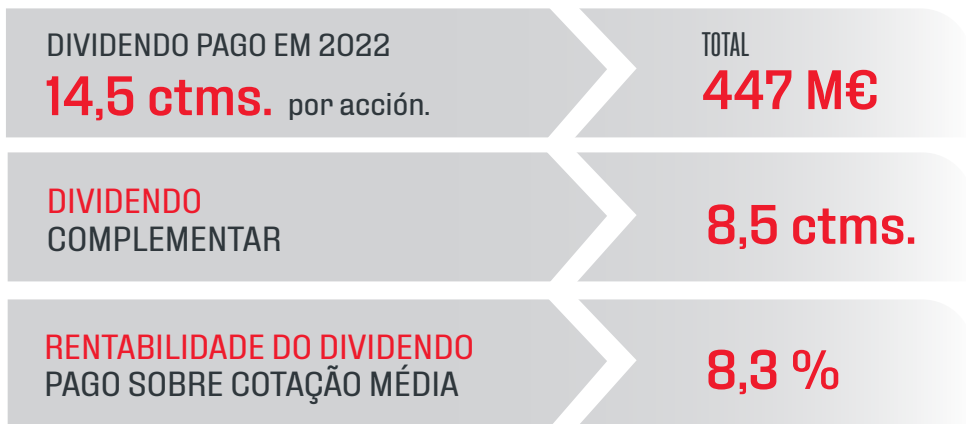 DIVIDENDO PAGO EM 2022
14,5 ctms. por acción.
TOTAL
447 M€
DIVIDENDO
COMPLEMENTAR
8,5 ctms.
RENTABILIDADE DO DIVIDENDO
PAGO SOBRE COTAÇÃO MÉDIA
8,3 %